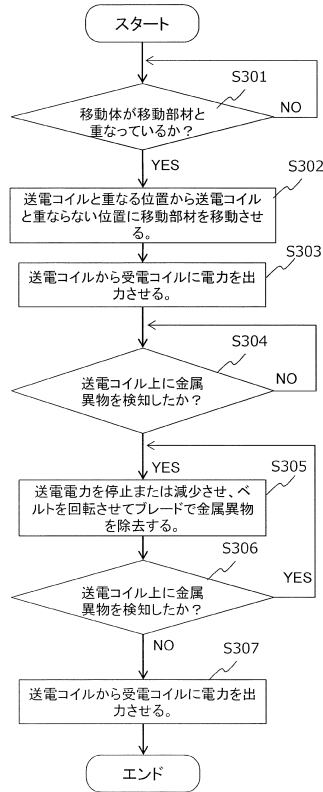 スタート
S301
移動体が移動部材と
重なっているか？
NO
YES
S302
送電コイルと重なる位置から送電コイル
と重ならない位置に移動部材を移動させ
る。
S303
送電コイルから受電コイルに電力を出
力させる。
S304
送電コイル上に金属
異物を検知したか？
NO
YES
S305
送電電力を停止または減少させ、ベ
ルトを回転させてブレードで金属異物
を除去する。
S306
送電コイル上に金属
異物を検知したか？
YES
NO
S307
送電コイルから受電コイルに電力を出
力させる。
エンド